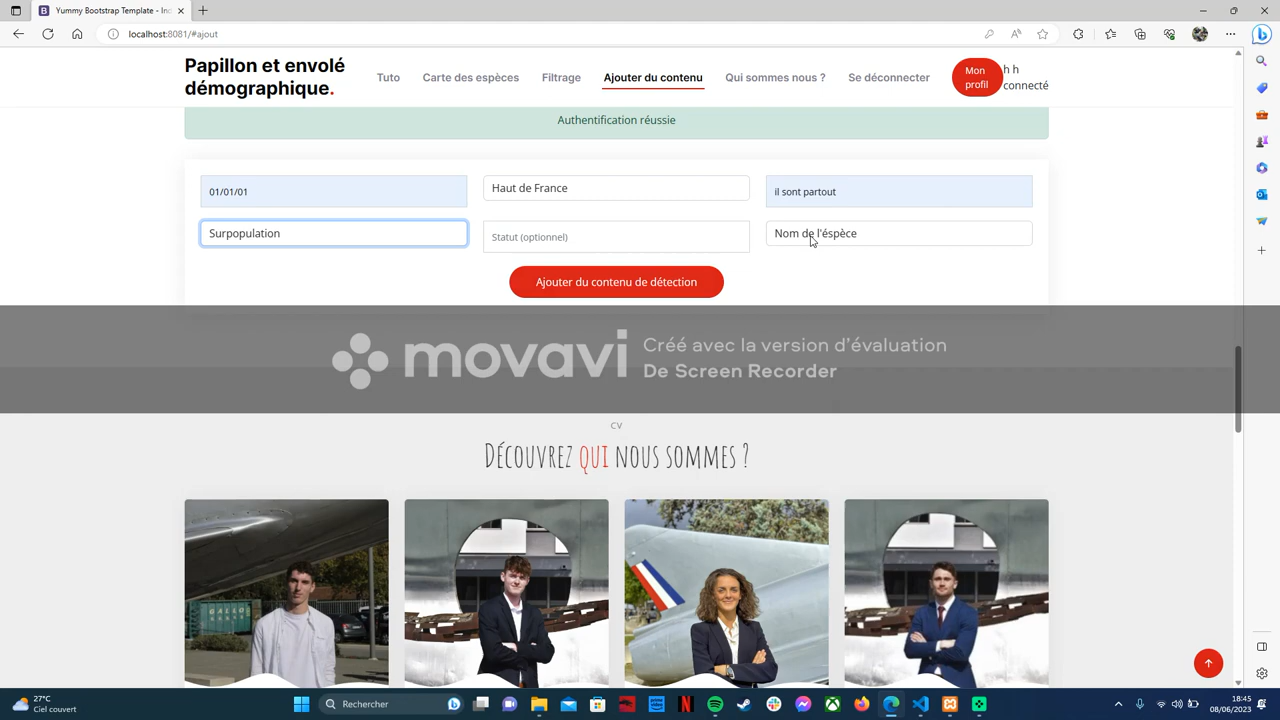 Yummy Bootstrap Template - Inc
localhost:8081/#ajout
Papillon et envolé
démographique.
Tuto
Carte des espèces
Filtrage
Ajouter du contenu
Qui sommes nous ?
Se déconnecter
Mon
profil
h h
connecté
Authentification réussie
01/01/01
Haut de France
il sont partout
Surpopulation
Statut (optionnel)
Nom de l'éspèce
Ajouter du contenu de détection
movavi
Créé avec la version d'évaluation
De Screen Recorder
CV
Découvrez qui nous sommes ?
27°C
Ciel couvert
Rechercher
18:45
08/06/2023